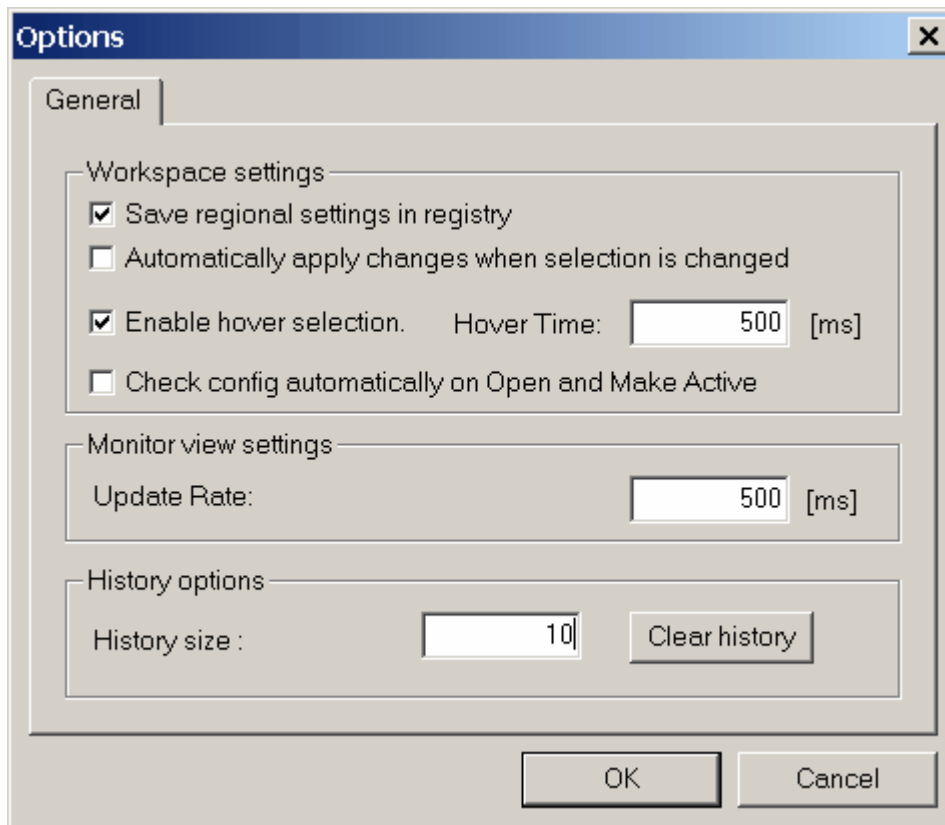 Options
General
Workspace settings
Save regional settings in registry
Automatically apply changes when selection is changed
Enable hover selection. Hover Time: 500 [ms]
Check config automatically on Open and Make Active
Monitor view settings
Update Rate: 500 [ms]
History options
History size : 10 Clear history
OK Cancel